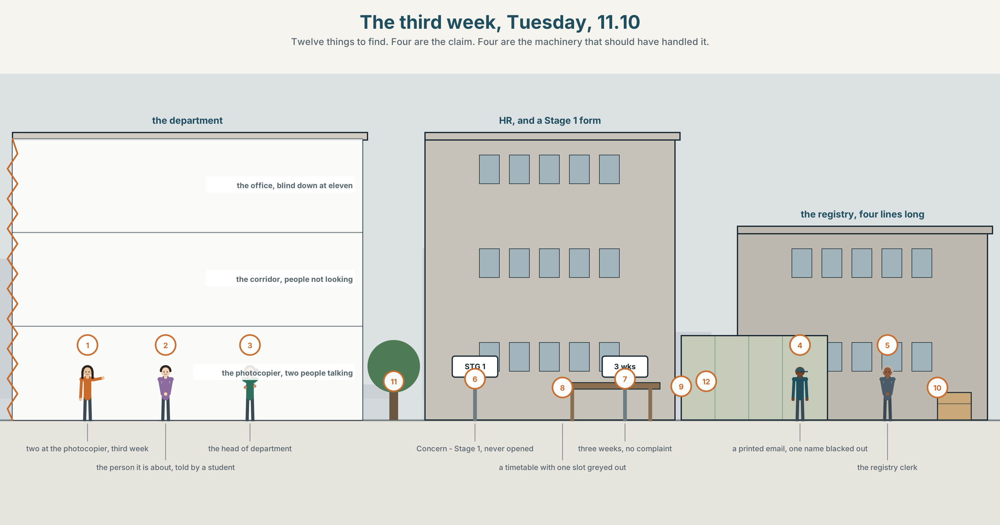 The third week, Tuesday, 11.10
Twelve things to find. Four are the claim. Four are the machinery that should have handled it.
the department
HR, and a Stage 1 form
the registry, four lines long
the office, blind down at eleven
the corridor, people not looking
the photocopier, two people talking
1
2
3
4
5
STG 1
3 wks
6
7
8
9
10
11
12
two at the photocopier, third week
the head of department
Concern - Stage 1, never opened
three weeks, no complaint
a printed email, one name blacked out
the person it is about, told by a student
a timetable with one slot greyed out
the registry clerk